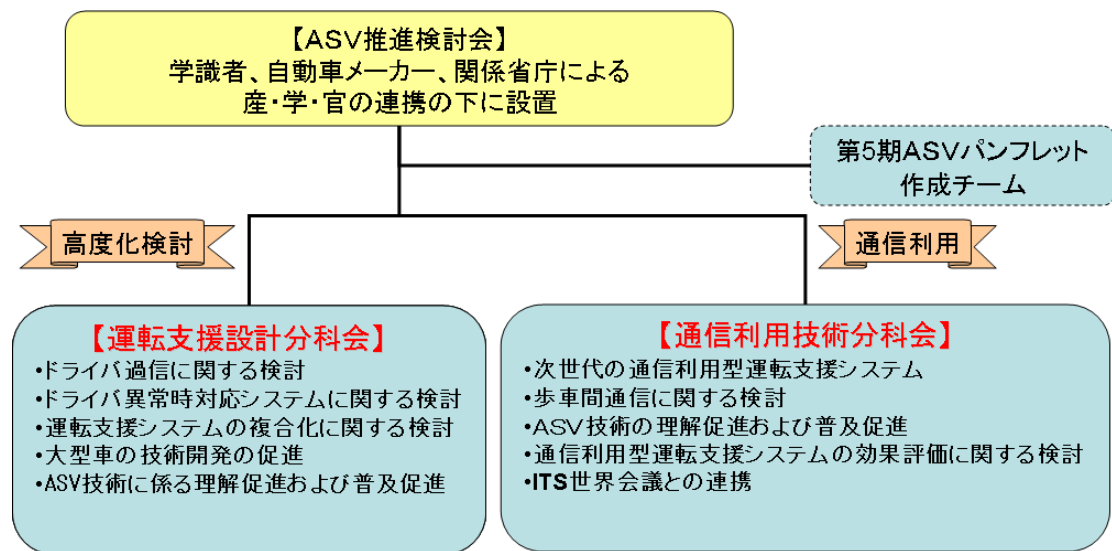 【ASV推進検討会】
学識者、自動車メーカー、関係省庁による
産・学・官の連携の下に設置
第5期ASVパンフレット
作成チーム
高度化検討
通信利用
【運転支援設計分科会】
・ドライバ過信に関する検討
・ドライバ異常時対応システムに関する検討
・運転支援システムの複合化に関する検討
・大型車の技術開発の促進
・ASV技術に係る理解促進および普及促進
【通信利用技術分科会】
・次世代の通信利用型運転支援システム
・歩車間通信に関する検討
・ASV技術の理解促進および普及促進
・通信利用型運転支援システムの効果評価に関する検討
・ITS世界会議との連携